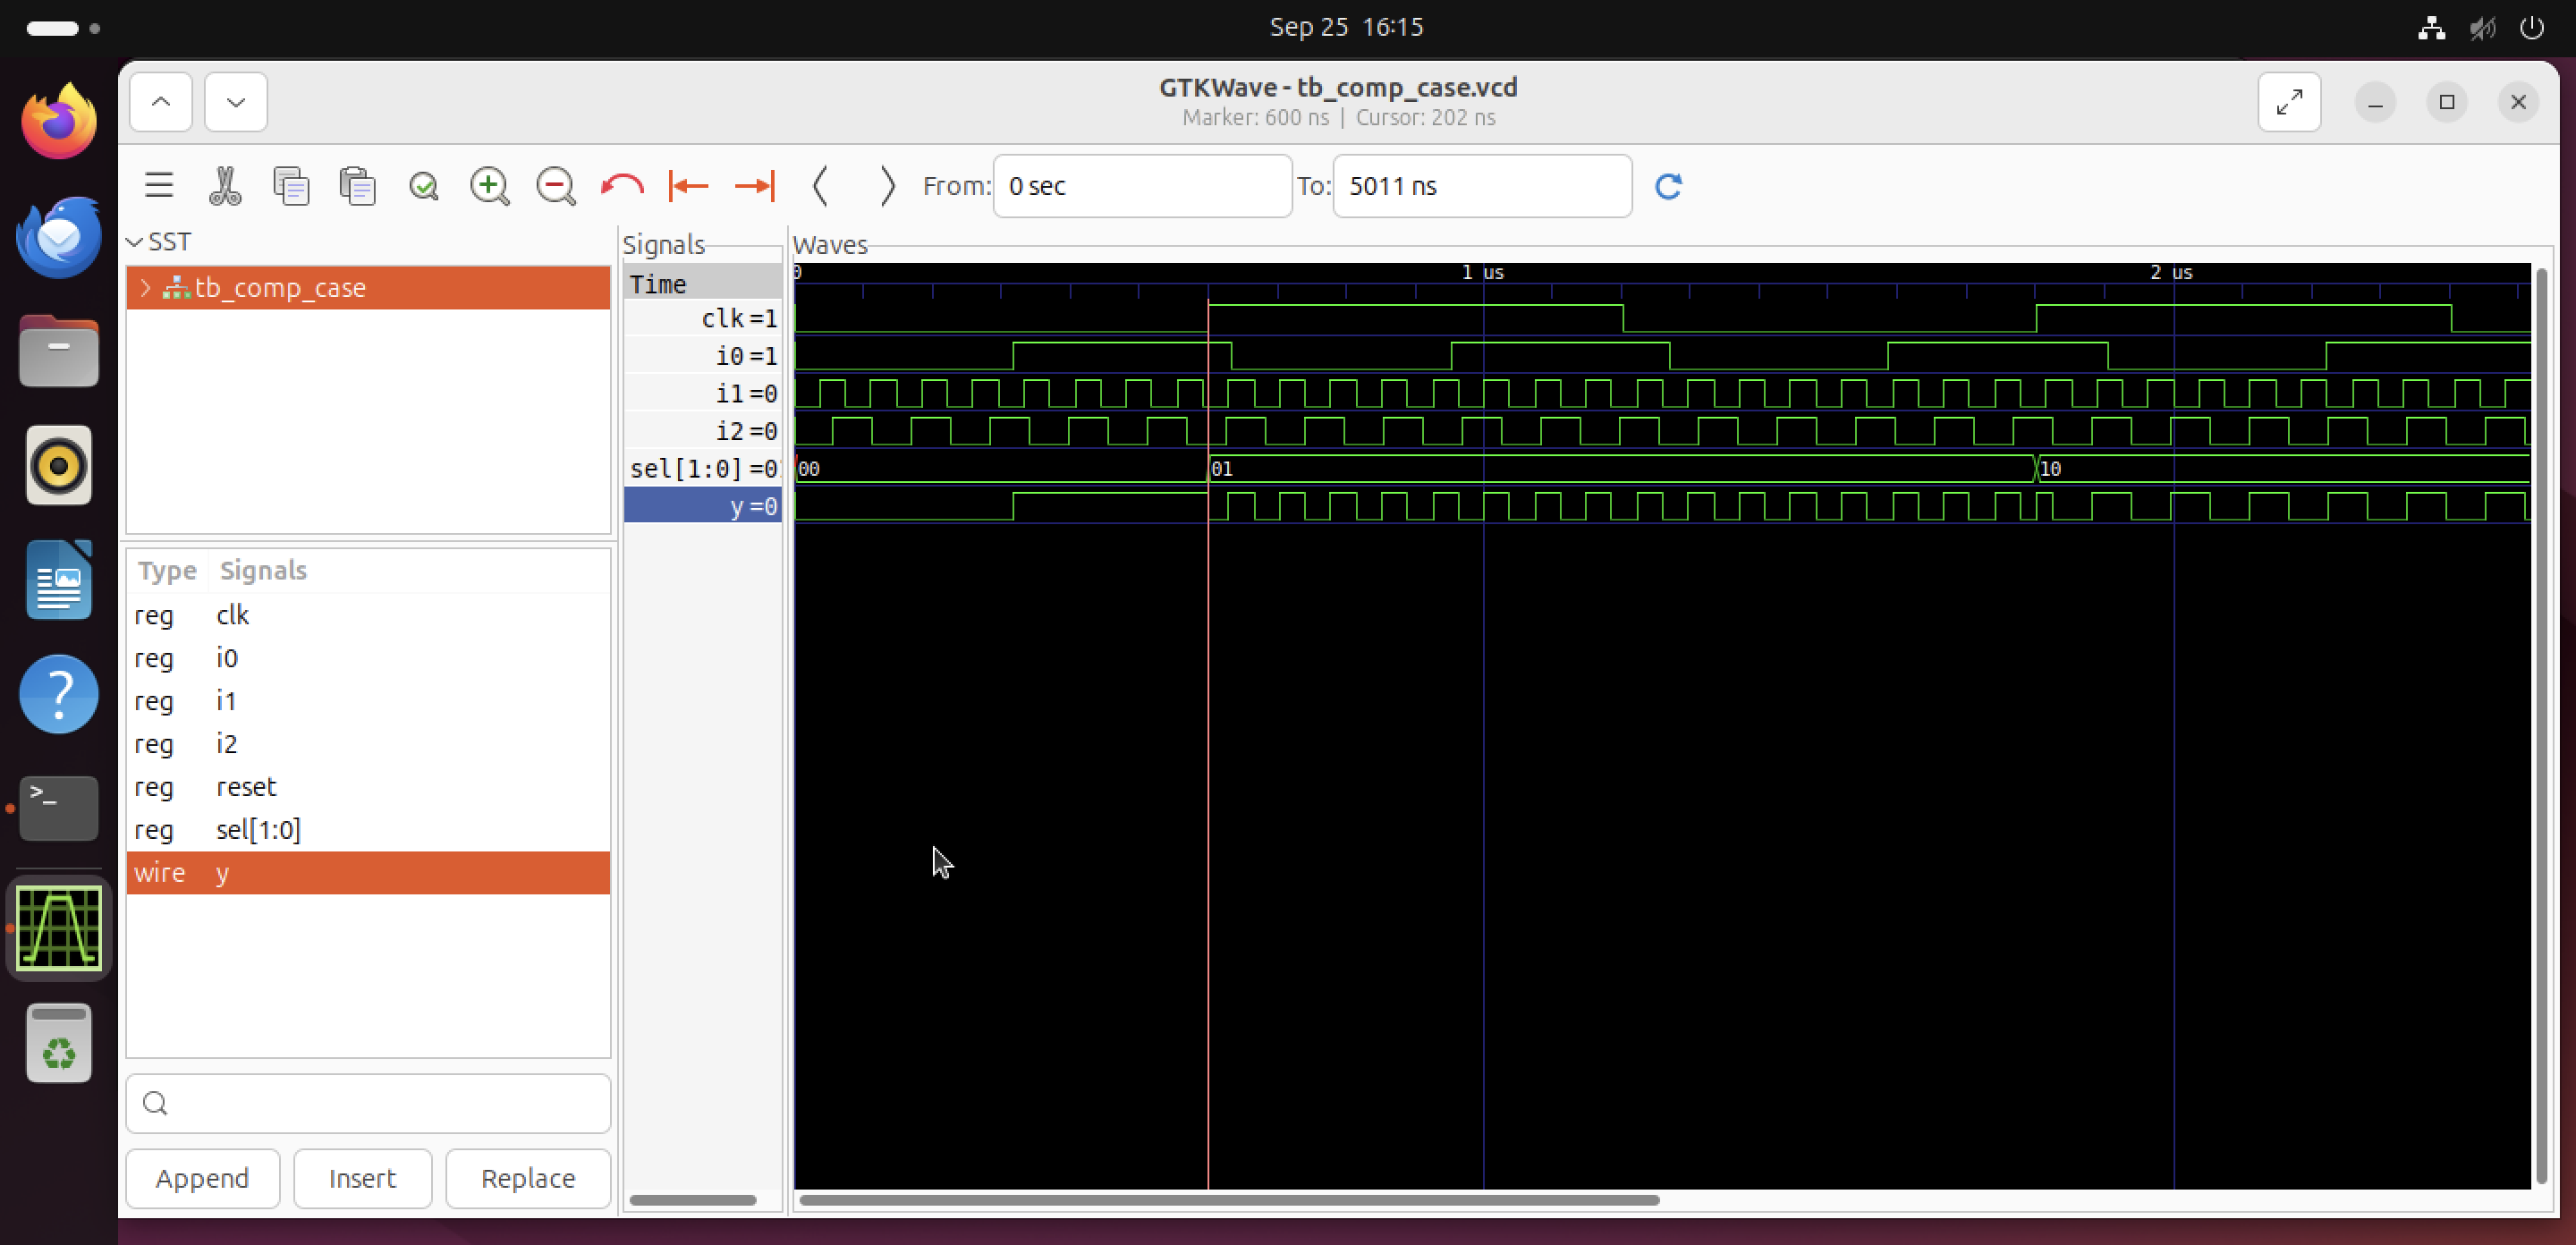 Sep 25 16:15
GTKWave - tb_comp_case.vcd
Marker: 600 ns | Cursor: 202 ns
From: 0 sec To: 5011 ns
SST
tb_comp_case
Type Signals
reg clk
reg i0
reg i1
reg i2
reg reset
reg sel[1:0]
wire y
Append Insert Replace
Signals
Time
clk =1
i0 =1
i1 =0
i2 =0
sel[1:0] =0
y =0
Waves
0 1 us 2 us
00 01 10